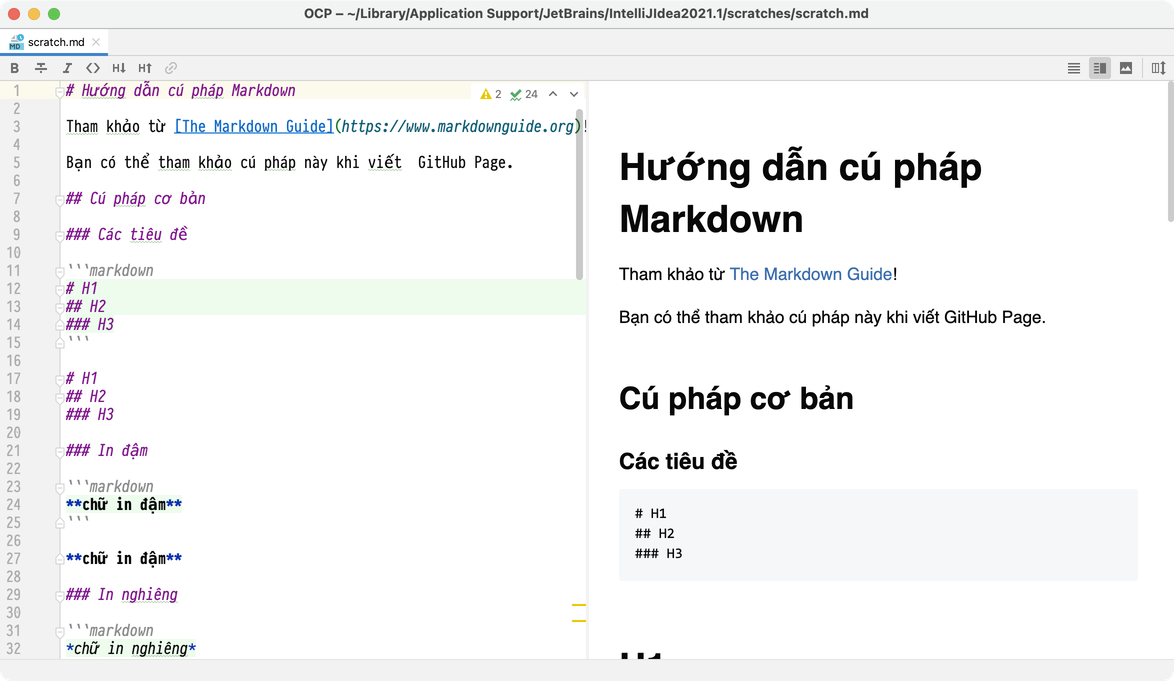 OCP – ~/Library/Application Support/JetBrains/IntelliJIdea2021.1/scratches/scratch.md
MD scratch.md
B I <> H↓ H↑
2 24
1 # Hướng dẫn cú pháp Markdown
2
3 Tham khảo từ [The Markdown Guide](https://www.markdownguide.org)!
4
5 Bạn có thể tham khảo cú pháp này khi viết  GitHub Page.
6
7 ## Cú pháp cơ bản
8
9 ### Các tiêu đề
10
11 ```markdown
12 # H1
13 ## H2
14 ### H3
15 ```
16
17 # H1
18 ## H2
19 ### H3
20
21 ### In đậm
22
23 ```markdown
24 **chữ in đậm**
25 ```
26
27 **chữ in đậm**
28
29 ### In nghiêng
30
31 ```markdown
32 *chữ in nghiêng*
Hướng dẫn cú pháp
Markdown
Tham khảo từ The Markdown Guide!
Bạn có thể tham khảo cú pháp này khi viết GitHub Page.
Cú pháp cơ bản
Các tiêu đề
# H1
## H2
### H3
H1